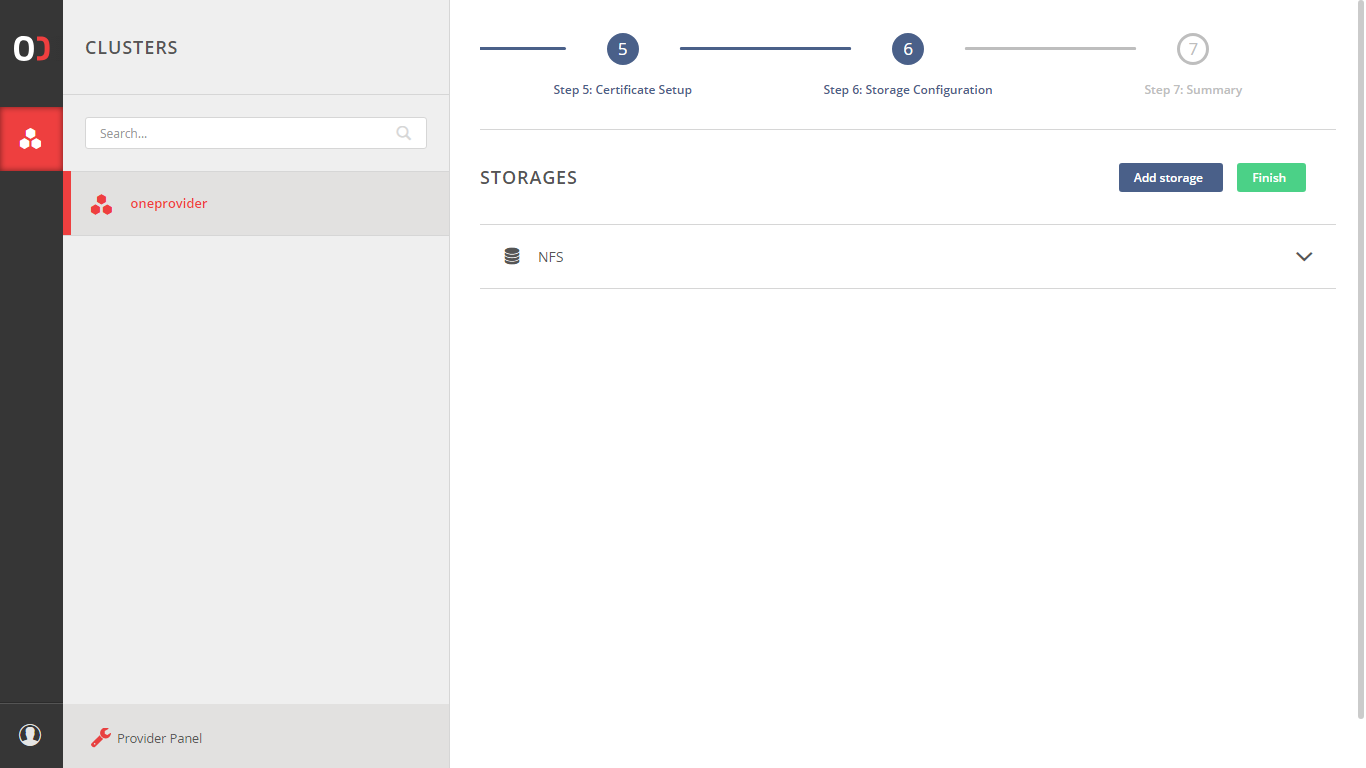 CLUSTERS
Search...
oneprovider
Provider Panel
5
6
7
Step 5: Certificate Setup
Step 6: Storage Configuration
Step 7: Summary
STORAGES
Add storage
Finish
NFS